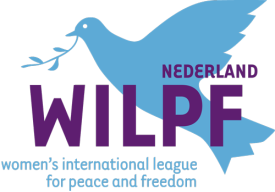 NEDERLAND
WILPF
women's international league
for peace and freedom